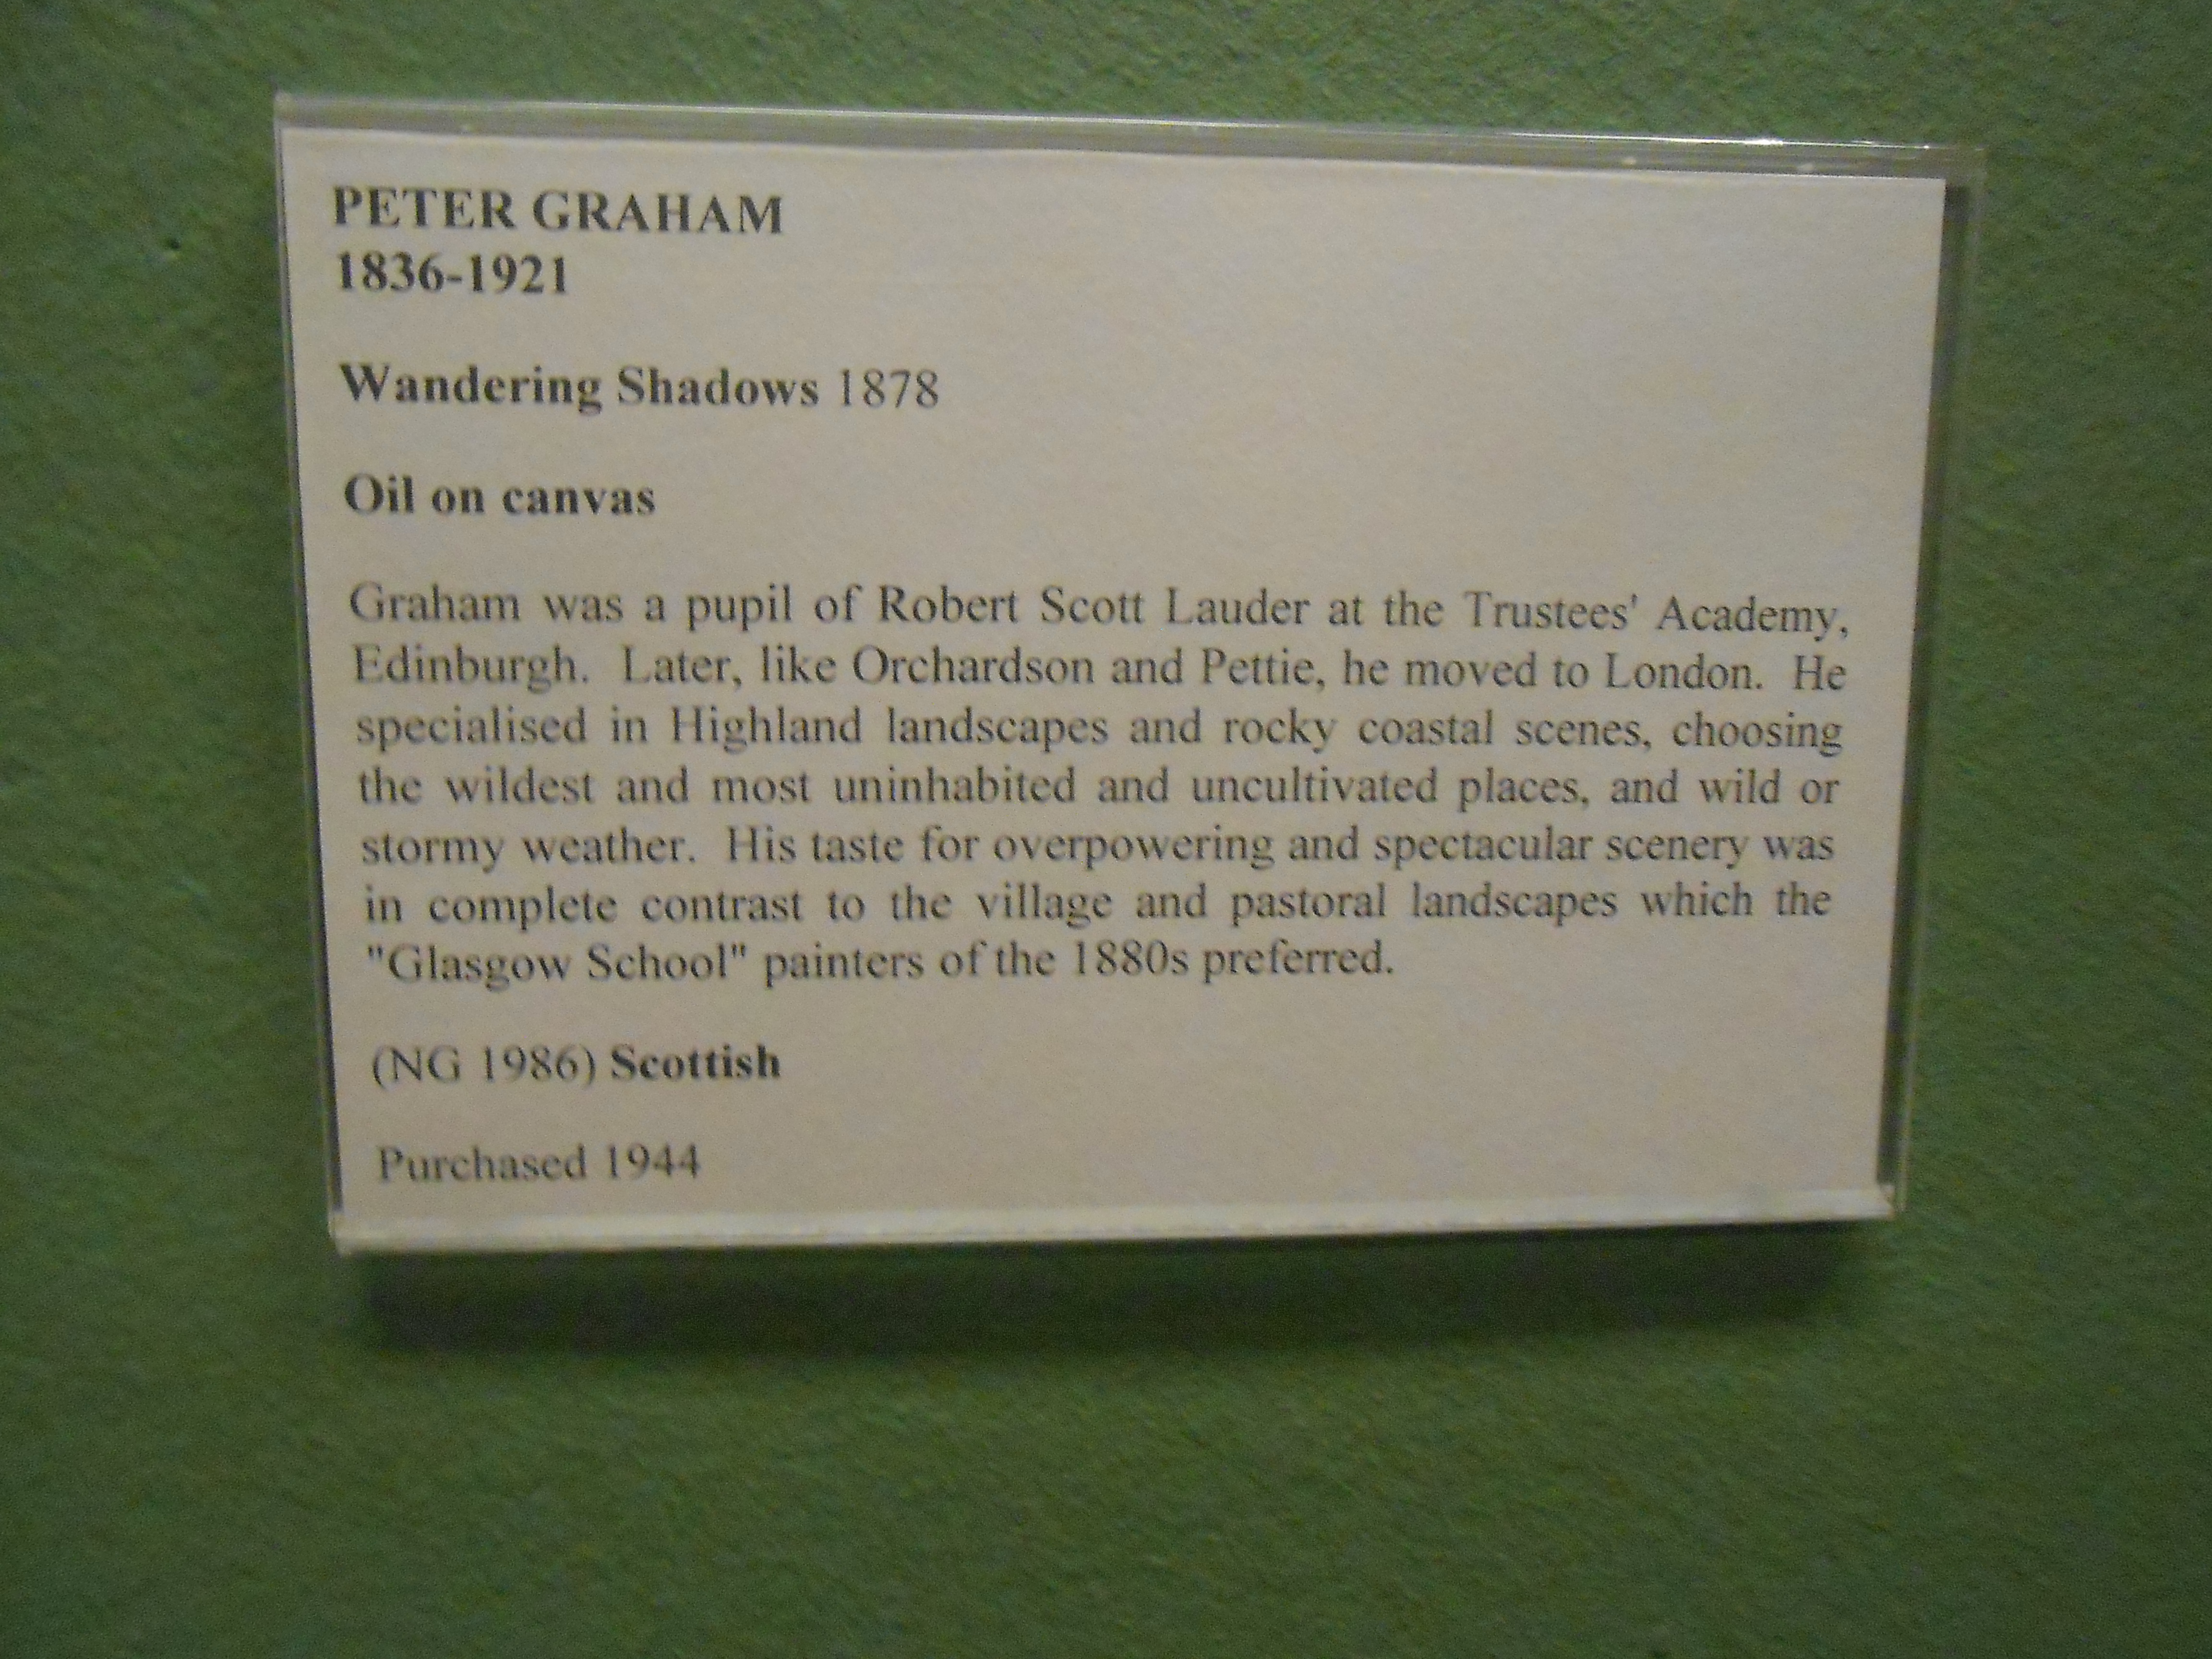 PETER GRAHAM
1836-1921
Wandering Shadows 1878
Oil on canvas
Graham was a pupil of Robert Scott Lauder at the Trustees' Academy,
Edinburgh. Later, like Orchardson and Pettie, he moved to London. He
specialised in Highland landscapes and rocky coastal scenes, choosing
the wildest and most uninhabited and uncultivated places, and wild or
stormy weather. His taste for overpowering and spectacular scenery was
in complete contrast to the village and pastoral landscapes which the
"Glasgow School" painters of the 1880s preferred.
(NG 1986) Scottish
Purchased 1944